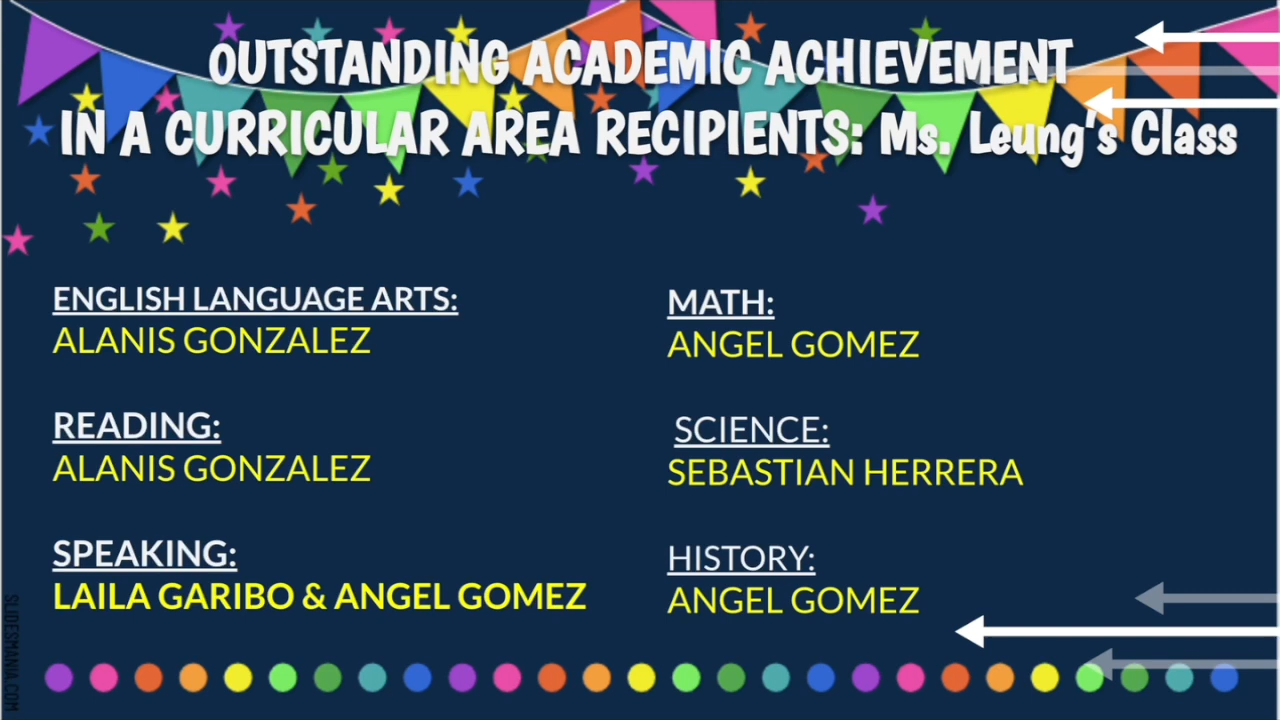 OUTSTANDING ACADEMIC ACHIEVEMENT
IN A CURRICULAR AREA RECIPIENTS: Ms. Leung's Class
ENGLISH LANGUAGE ARTS:
ALANIS GONZALEZ
READING:
ALANIS GONZALEZ
SPEAKING:
LAILA GARIBO & ANGEL GOMEZ
MATH:
ANGEL GOMEZ
SCIENCE:
SEBASTIAN HERRERA
HISTORY:
ANGEL GOMEZ
SLIDESMANIA.COM